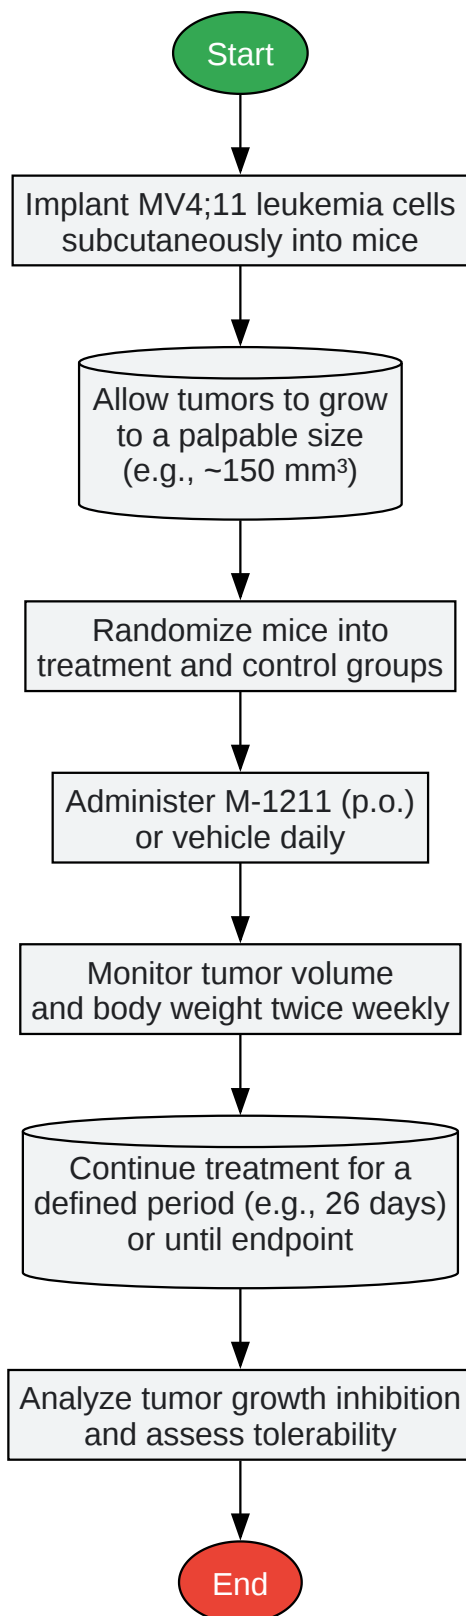 Start
Implant MV4;11 leukemia cells
subcutaneously into mice
Allow tumors to grow
to a palpable size
(e.g., ~150 mm³)
Randomize mice into
treatment and control groups
Administer M-1211 (p.o.)
or vehicle daily
Monitor tumor volume
and body weight twice weekly
Continue treatment for a
defined period (e.g., 26 days)
or until endpoint
Analyze tumor growth inhibition
and assess tolerability
End